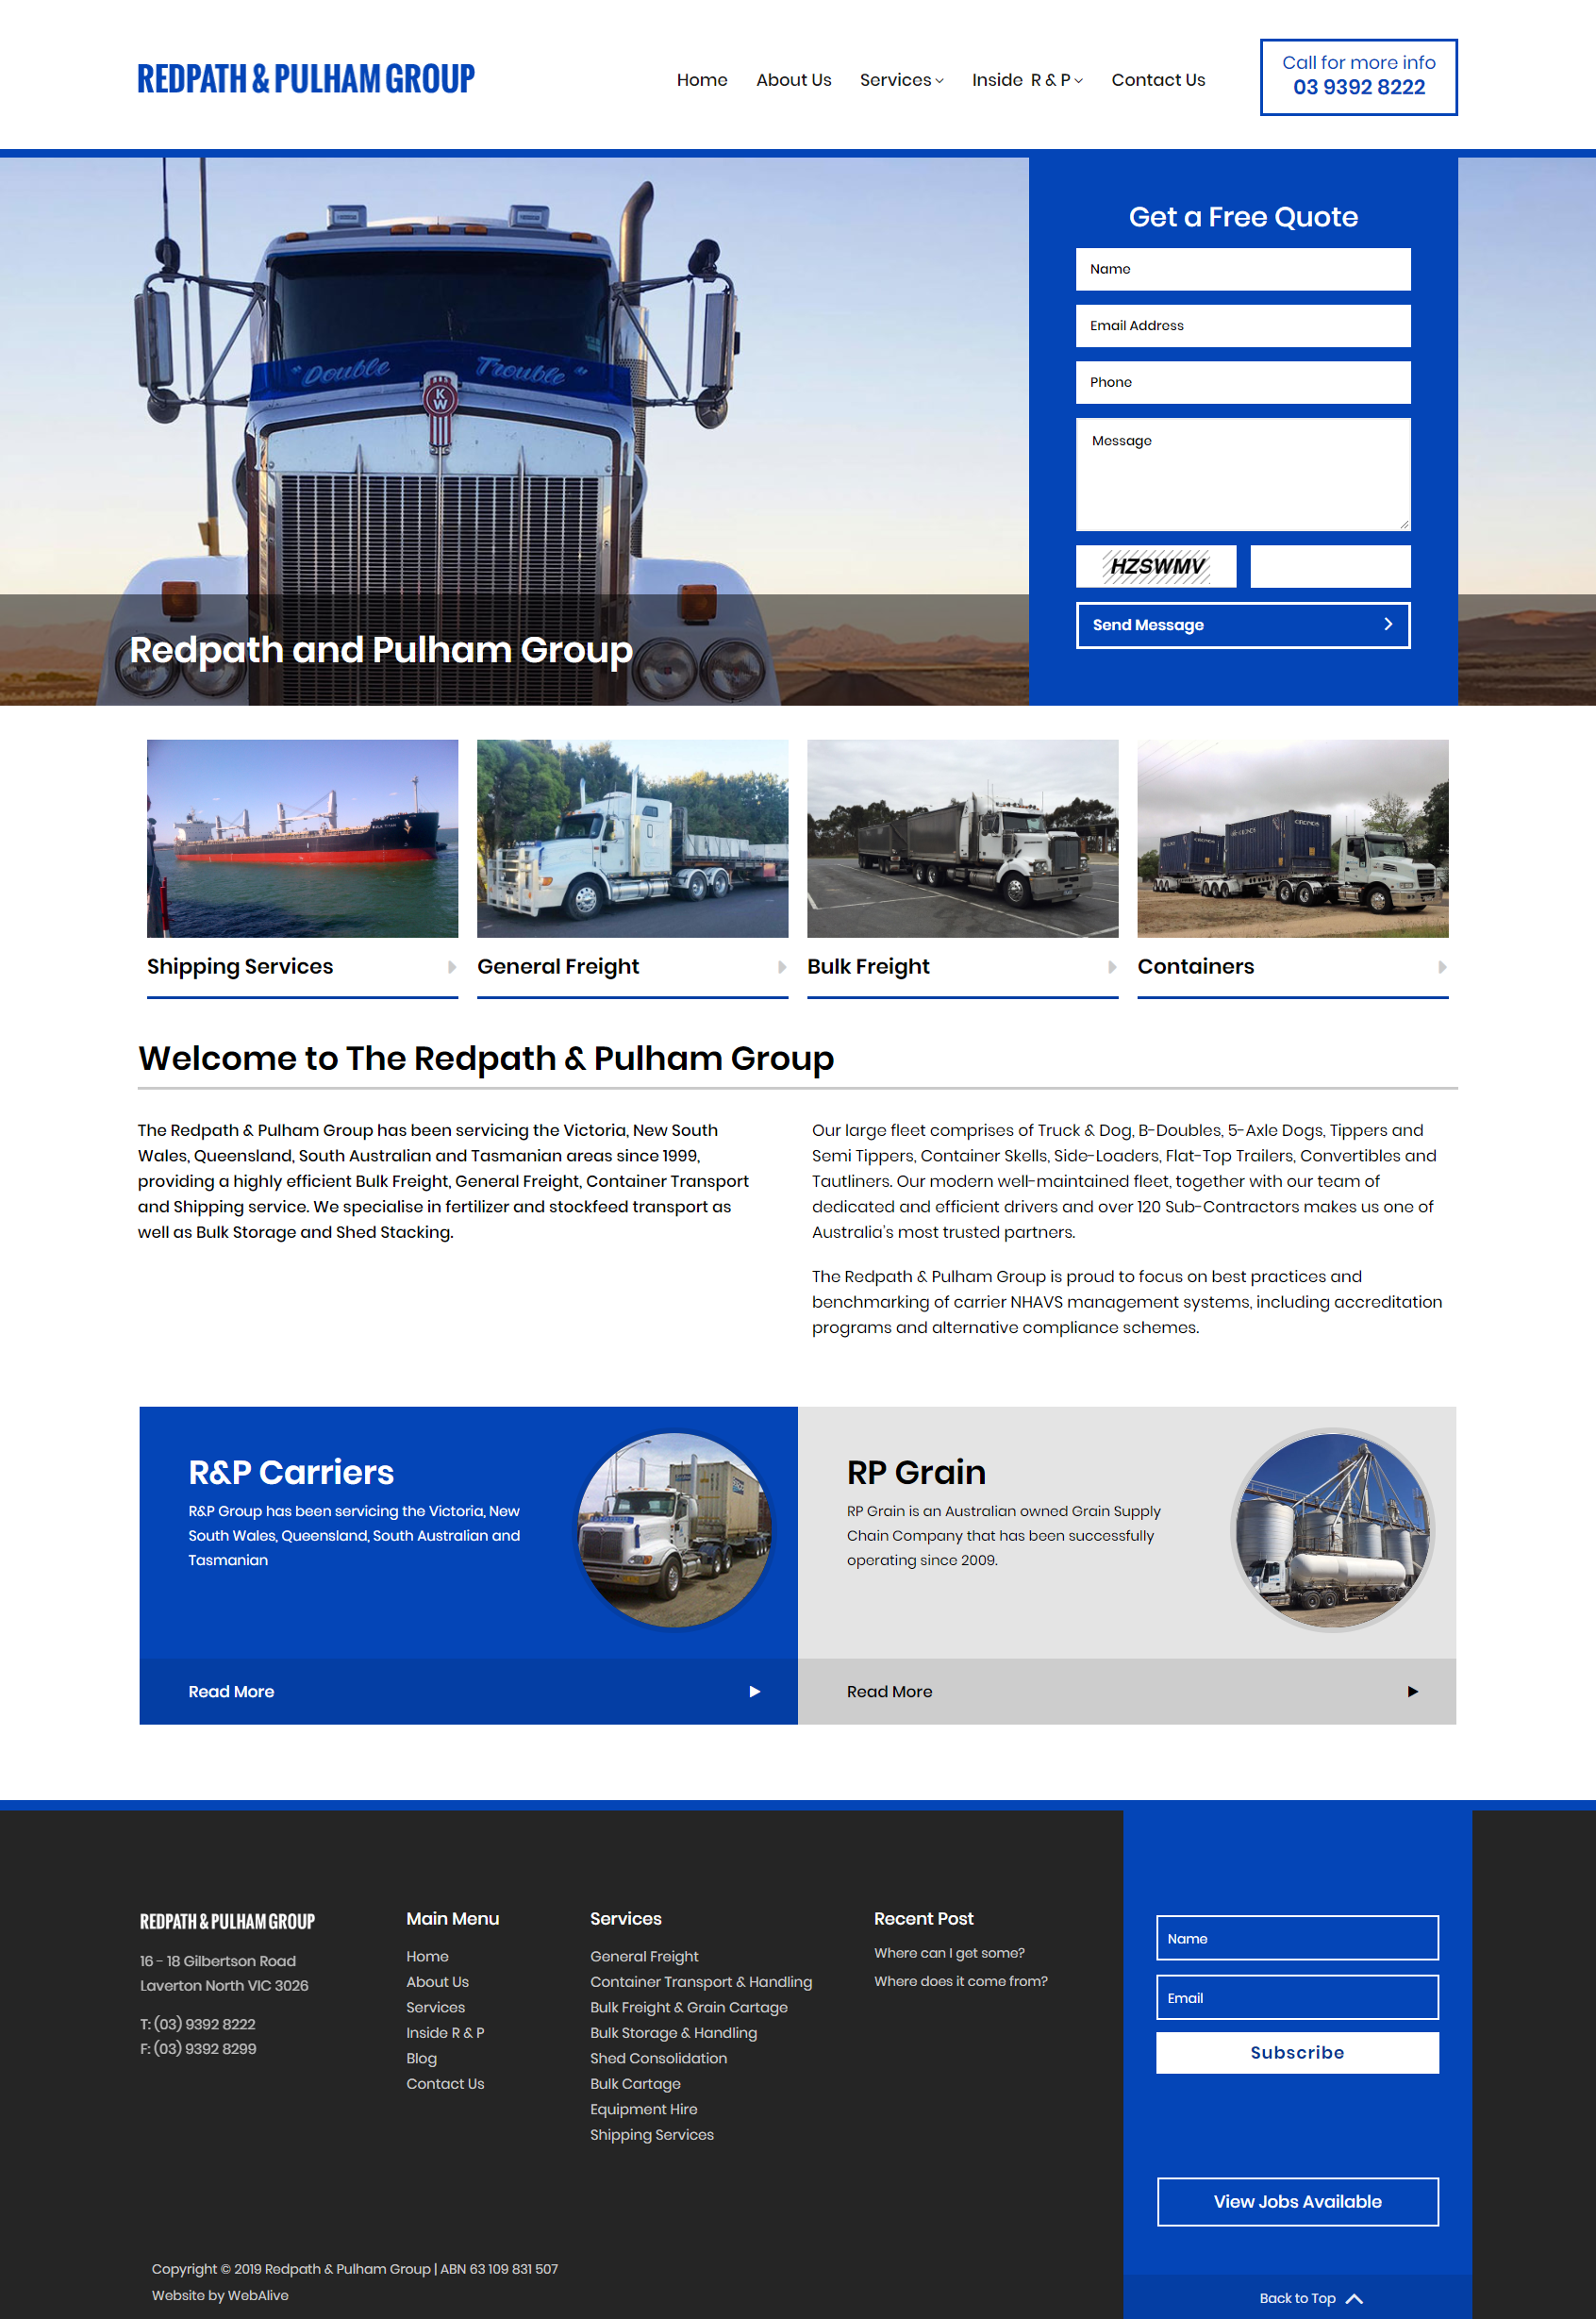 REDPATH & PULHAM GROUP
Home
About Us
Services
Inside R & P
Contact Us
Call for more info
03 9392 8222
"Double Trouble"
KW
Get a Free Quote
Name
Email Address
Phone
Message
HZSWMV
Send Message
Redpath and Pulham Group
Shipping Services
General Freight
Bulk Freight
Containers
Welcome to The Redpath & Pulham Group
The Redpath & Pulham Group has been servicing the Victoria, New South
Wales, Queensland, South Australian and Tasmanian areas since 1999,
providing a highly efficient Bulk Freight, General Freight, Container Transport
and Shipping service. We specialise in fertilizer and stockfeed transport as
well as Bulk Storage and Shed Stacking.
Our large fleet comprises of Truck & Dog, B-Doubles, 5-Axle Dogs, Tippers and
Semi Tippers, Container Skells, Side-Loaders, Flat-Top Trailers, Convertibles and
Tautliners. Our modern well-maintained fleet, together with our team of
dedicated and efficient drivers and over 120 Sub-Contractors makes us one of
Australia's most trusted partners.
The Redpath & Pulham Group is proud to focus on best practices and
benchmarking of carrier NHAVS management systems, including accreditation
programs and alternative compliance schemes.
R&P Carriers
R&P Group has been servicing the Victoria, New
South Wales, Queensland, South Australian and
Tasmanian
Read More
RP Grain
RP Grain is an Australian owned Grain Supply
Chain Company that has been successfully
operating since 2009.
Read More
REDPATH & PULHAM GROUP
16 - 18 Gilbertson Road
Laverton North VIC 3026
T: (03) 9392 8222
F: (03) 9392 8299
Main Menu
Home
About Us
Services
Inside R & P
Blog
Contact Us
Services
General Freight
Container Transport & Handling
Bulk Freight & Grain Cartage
Bulk Storage & Handling
Shed Consolidation
Bulk Cartage
Equipment Hire
Shipping Services
Recent Post
Where can I get some?
Where does it come from?
Name
Email
Subscribe
View Jobs Available
Copyright © 2019 Redpath & Pulham Group | ABN 63 109 831 507
Website by WebAlive
Back to Top